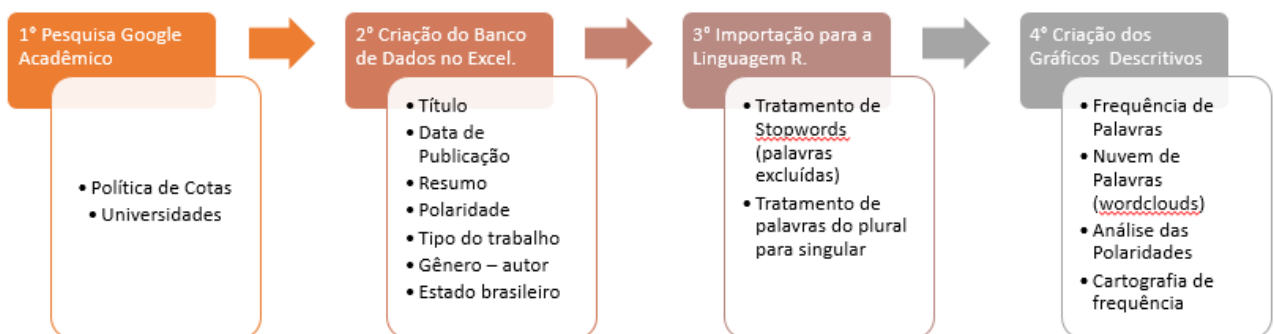 1° Pesquisa Google
Acadêmico
• Política de Cotas
• Universidades
2° Criação do Banco
de Dados no Excel.
• Título
• Data de
Publicação
• Resumo
• Polaridade
• Tipo do trabalho
• Gênero – autor
• Estado brasileiro
3° Importação para a
Linguagem R.
• Tratamento de
Stopwords
(palavras
excluídas)
• Tratamento de
palavras do plural
para singular
4° Criação dos
Gráficos  Descritivos
• Frequência de
Palavras
• Nuvem de
Palavras
(wordclouds)
• Análise das
Polaridades
• Cartografia de
frequência